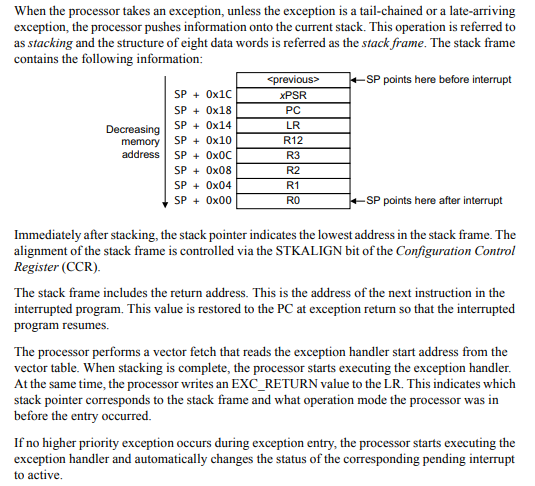 When the processor takes an exception, unless the exception is a tail-chained or a late-arriving
exception, the processor pushes information onto the current stack. This operation is referred to
as stacking and the structure of eight data words is referred as the stack frame. The stack frame
contains the following information:
<previous> SP points here before interrupt
SP + 0x1C xPSR
SP + 0x18 PC
Decreasing memory address
SP + 0x14 LR
SP + 0x10 R12
SP + 0x0C R3
SP + 0x08 R2
SP + 0x04 R1
SP + 0x00 R0 SP points here after interrupt
Immediately after stacking, the stack pointer indicates the lowest address in the stack frame. The
alignment of the stack frame is controlled via the STKALIGN bit of the Configuration Control
Register (CCR).
The stack frame includes the return address. This is the address of the next instruction in the
interrupted program. This value is restored to the PC at exception return so that the interrupted
program resumes.
The processor performs a vector fetch that reads the exception handler start address from the
vector table. When stacking is complete, the processor starts executing the exception handler.
At the same time, the processor writes an EXC_RETURN value to the LR. This indicates which
stack pointer corresponds to the stack frame and what operation mode the processor was in
before the entry occurred.
If no higher priority exception occurs during exception entry, the processor starts executing the
exception handler and automatically changes the status of the corresponding pending interrupt
to active.